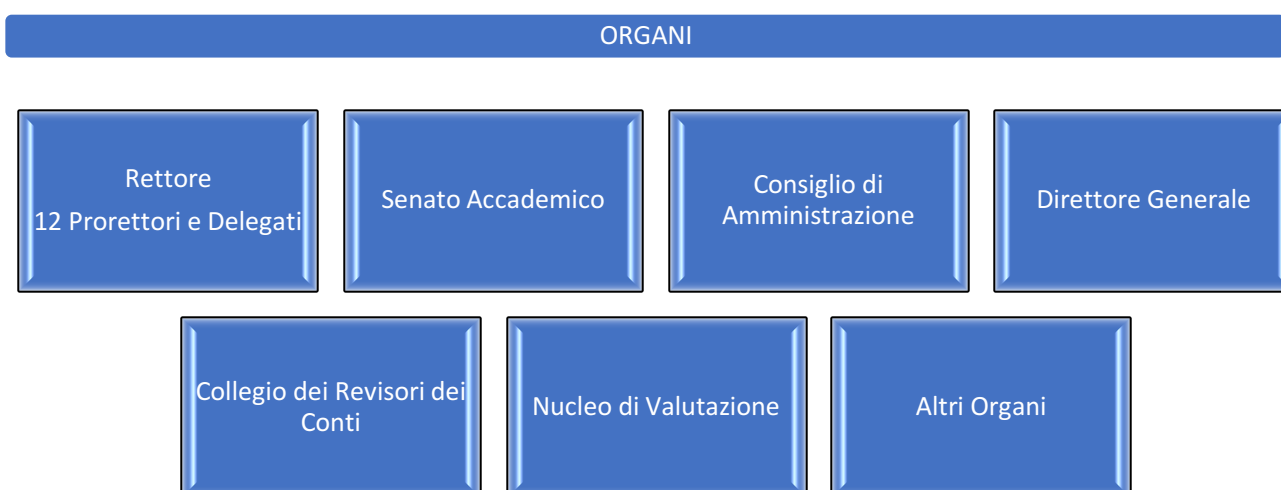 ORGANI
Rettore
12 Prorettori e Delegati
Senato Accademico
Consiglio di
Amministrazione
Direttore Generale
Collegio dei Revisori dei
Conti
Nucleo di Valutazione
Altri Organi